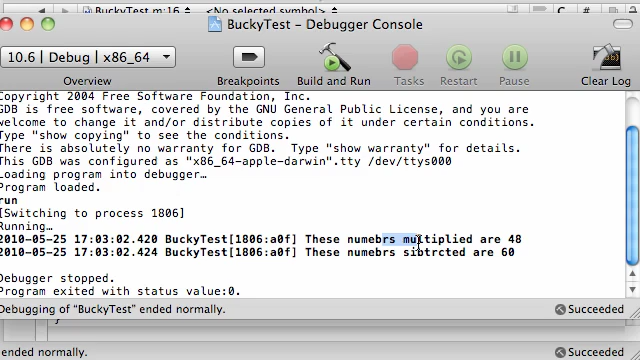 BuckyTest.m:16 <No selected symbol>
BuckyTest – Debugger Console
10.6 | Debug | x86_64
Overview Breakpoints Build and Run Tasks Restart Pause Clear Log
Copyright 2004 Free Software Foundation, Inc.
GDB is free software, covered by the GNU General Public License, and you are
welcome to change it and/or distribute copies of it under certain conditions.
Type "show copying" to see the conditions.
There is absolutely no warranty for GDB.  Type "show warranty" for details.
This GDB was configured as "x86_64-apple-darwin".tty /dev/ttys000
Loading program into debugger…
Program loaded.
run
[Switching to process 1806]
Running…
2010-05-25 17:03:02.420 BuckyTest[1806:a0f] These numebrs multiplied are 48
2010-05-25 17:03:02.424 BuckyTest[1806:a0f] These numebrs sibtrcted are 60
Debugger stopped.
Program exited with status value:0.
Debugging of "BuckyTest" ended normally. Succeeded
}
ended normally. Succeeded